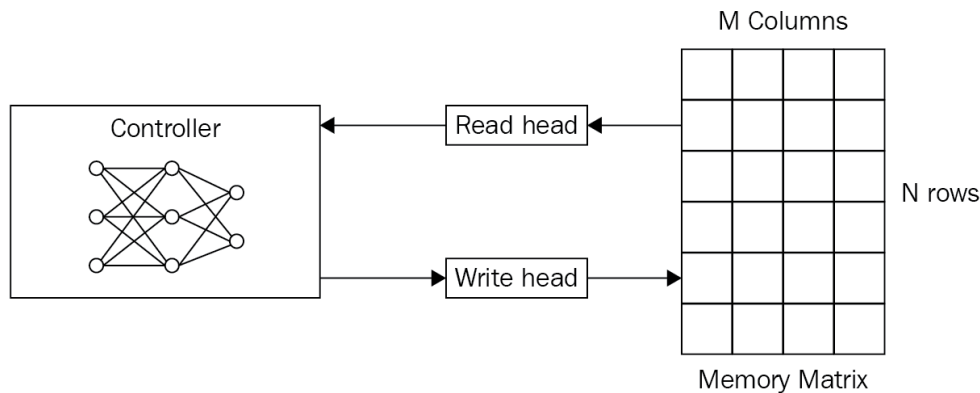 M Columns
Controller
Read head
N rows
Write head
Memory Matrix